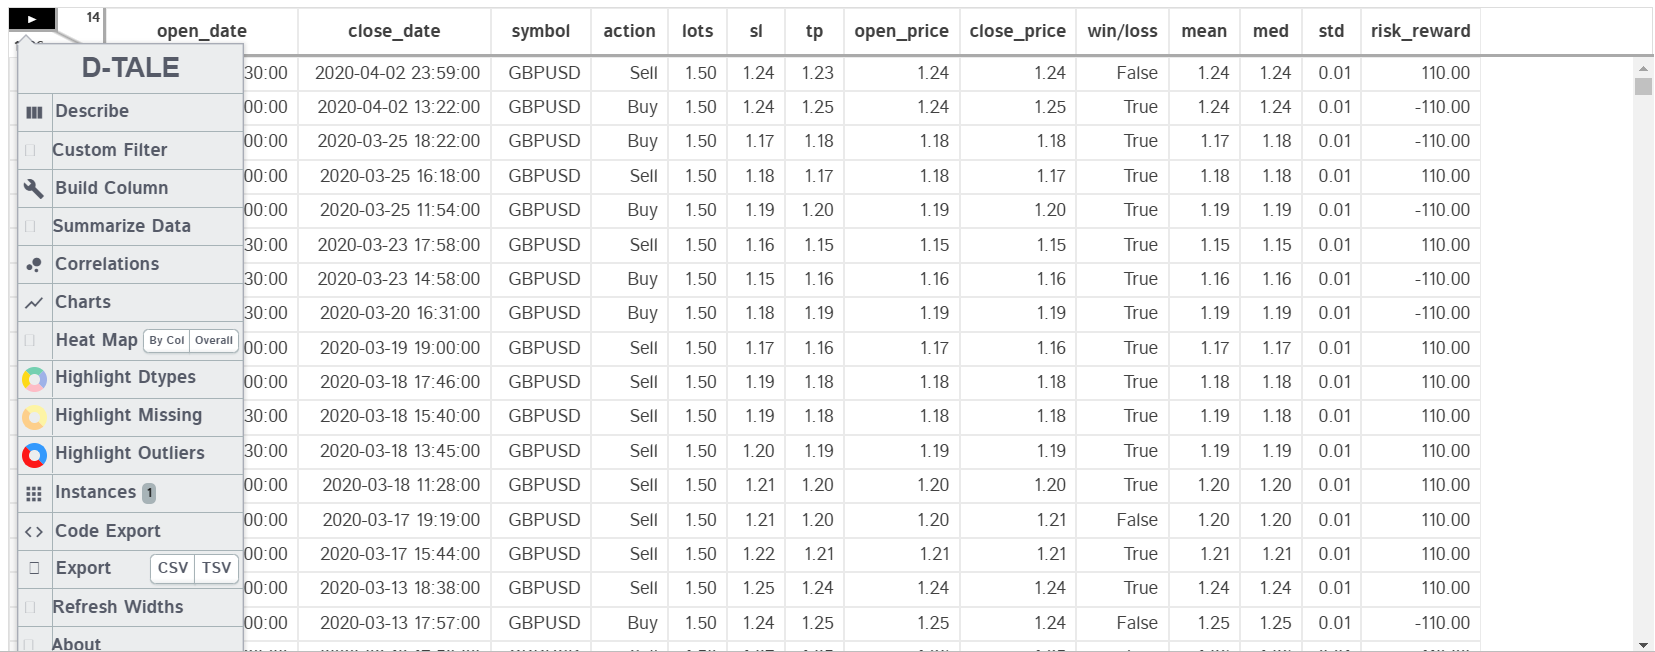 ▶ 14 open_date close_date symbol action lots sl tp open_price close_price win/loss mean med std risk_reward
D-TALE
30:00 2020-04-02 23:59:00 GBPUSD Sell 1.50 1.24 1.23 1.24 1.24 False 1.24 1.24 0.01 110.00
Describe
00:00 2020-04-02 13:22:00 GBPUSD Buy 1.50 1.24 1.25 1.24 1.25 True 1.24 1.24 0.01 -110.00
Custom Filter
00:00 2020-03-25 18:22:00 GBPUSD Buy 1.50 1.17 1.18 1.18 1.18 True 1.17 1.18 0.01 -110.00
Build Column
00:00 2020-03-25 16:18:00 GBPUSD Sell 1.50 1.18 1.17 1.18 1.17 True 1.18 1.18 0.01 110.00
Summarize Data
00:00 2020-03-25 11:54:00 GBPUSD Buy 1.50 1.19 1.20 1.19 1.20 True 1.19 1.19 0.01 -110.00
Correlations
30:00 2020-03-23 17:58:00 GBPUSD Sell 1.50 1.16 1.15 1.15 1.15 True 1.15 1.15 0.01 110.00
30:00 2020-03-23 14:58:00 GBPUSD Buy 1.50 1.15 1.16 1.16 1.16 True 1.16 1.16 0.01 -110.00
Charts
30:00 2020-03-20 16:31:00 GBPUSD Buy 1.50 1.18 1.19 1.19 1.19 True 1.19 1.19 0.01 -110.00
Heat Map By Col Overall
00:00 2020-03-19 19:00:00 GBPUSD Sell 1.50 1.17 1.16 1.17 1.16 True 1.17 1.17 0.01 110.00
Highlight Dtypes
00:00 2020-03-18 17:46:00 GBPUSD Sell 1.50 1.19 1.18 1.18 1.18 True 1.18 1.18 0.01 110.00
Highlight Missing
30:00 2020-03-18 15:40:00 GBPUSD Sell 1.50 1.19 1.18 1.18 1.18 True 1.19 1.18 0.01 110.00
Highlight Outliers
30:00 2020-03-18 13:45:00 GBPUSD Sell 1.50 1.20 1.19 1.19 1.19 True 1.19 1.19 0.01 110.00
Instances 1
00:00 2020-03-18 11:28:00 GBPUSD Sell 1.50 1.21 1.20 1.20 1.20 True 1.20 1.20 0.01 110.00
Code Export
00:00 2020-03-17 19:19:00 GBPUSD Sell 1.50 1.21 1.20 1.20 1.21 False 1.20 1.20 0.01 110.00
Export CSV TSV
00:00 2020-03-17 15:44:00 GBPUSD Sell 1.50 1.22 1.21 1.21 1.21 True 1.21 1.21 0.01 110.00
00:00 2020-03-13 18:38:00 GBPUSD Sell 1.50 1.25 1.24 1.24 1.24 True 1.24 1.24 0.01 110.00
Refresh Widths
00:00 2020-03-13 17:57:00 GBPUSD Buy 1.50 1.24 1.25 1.25 1.24 False 1.25 1.25 0.01 -110.00
About